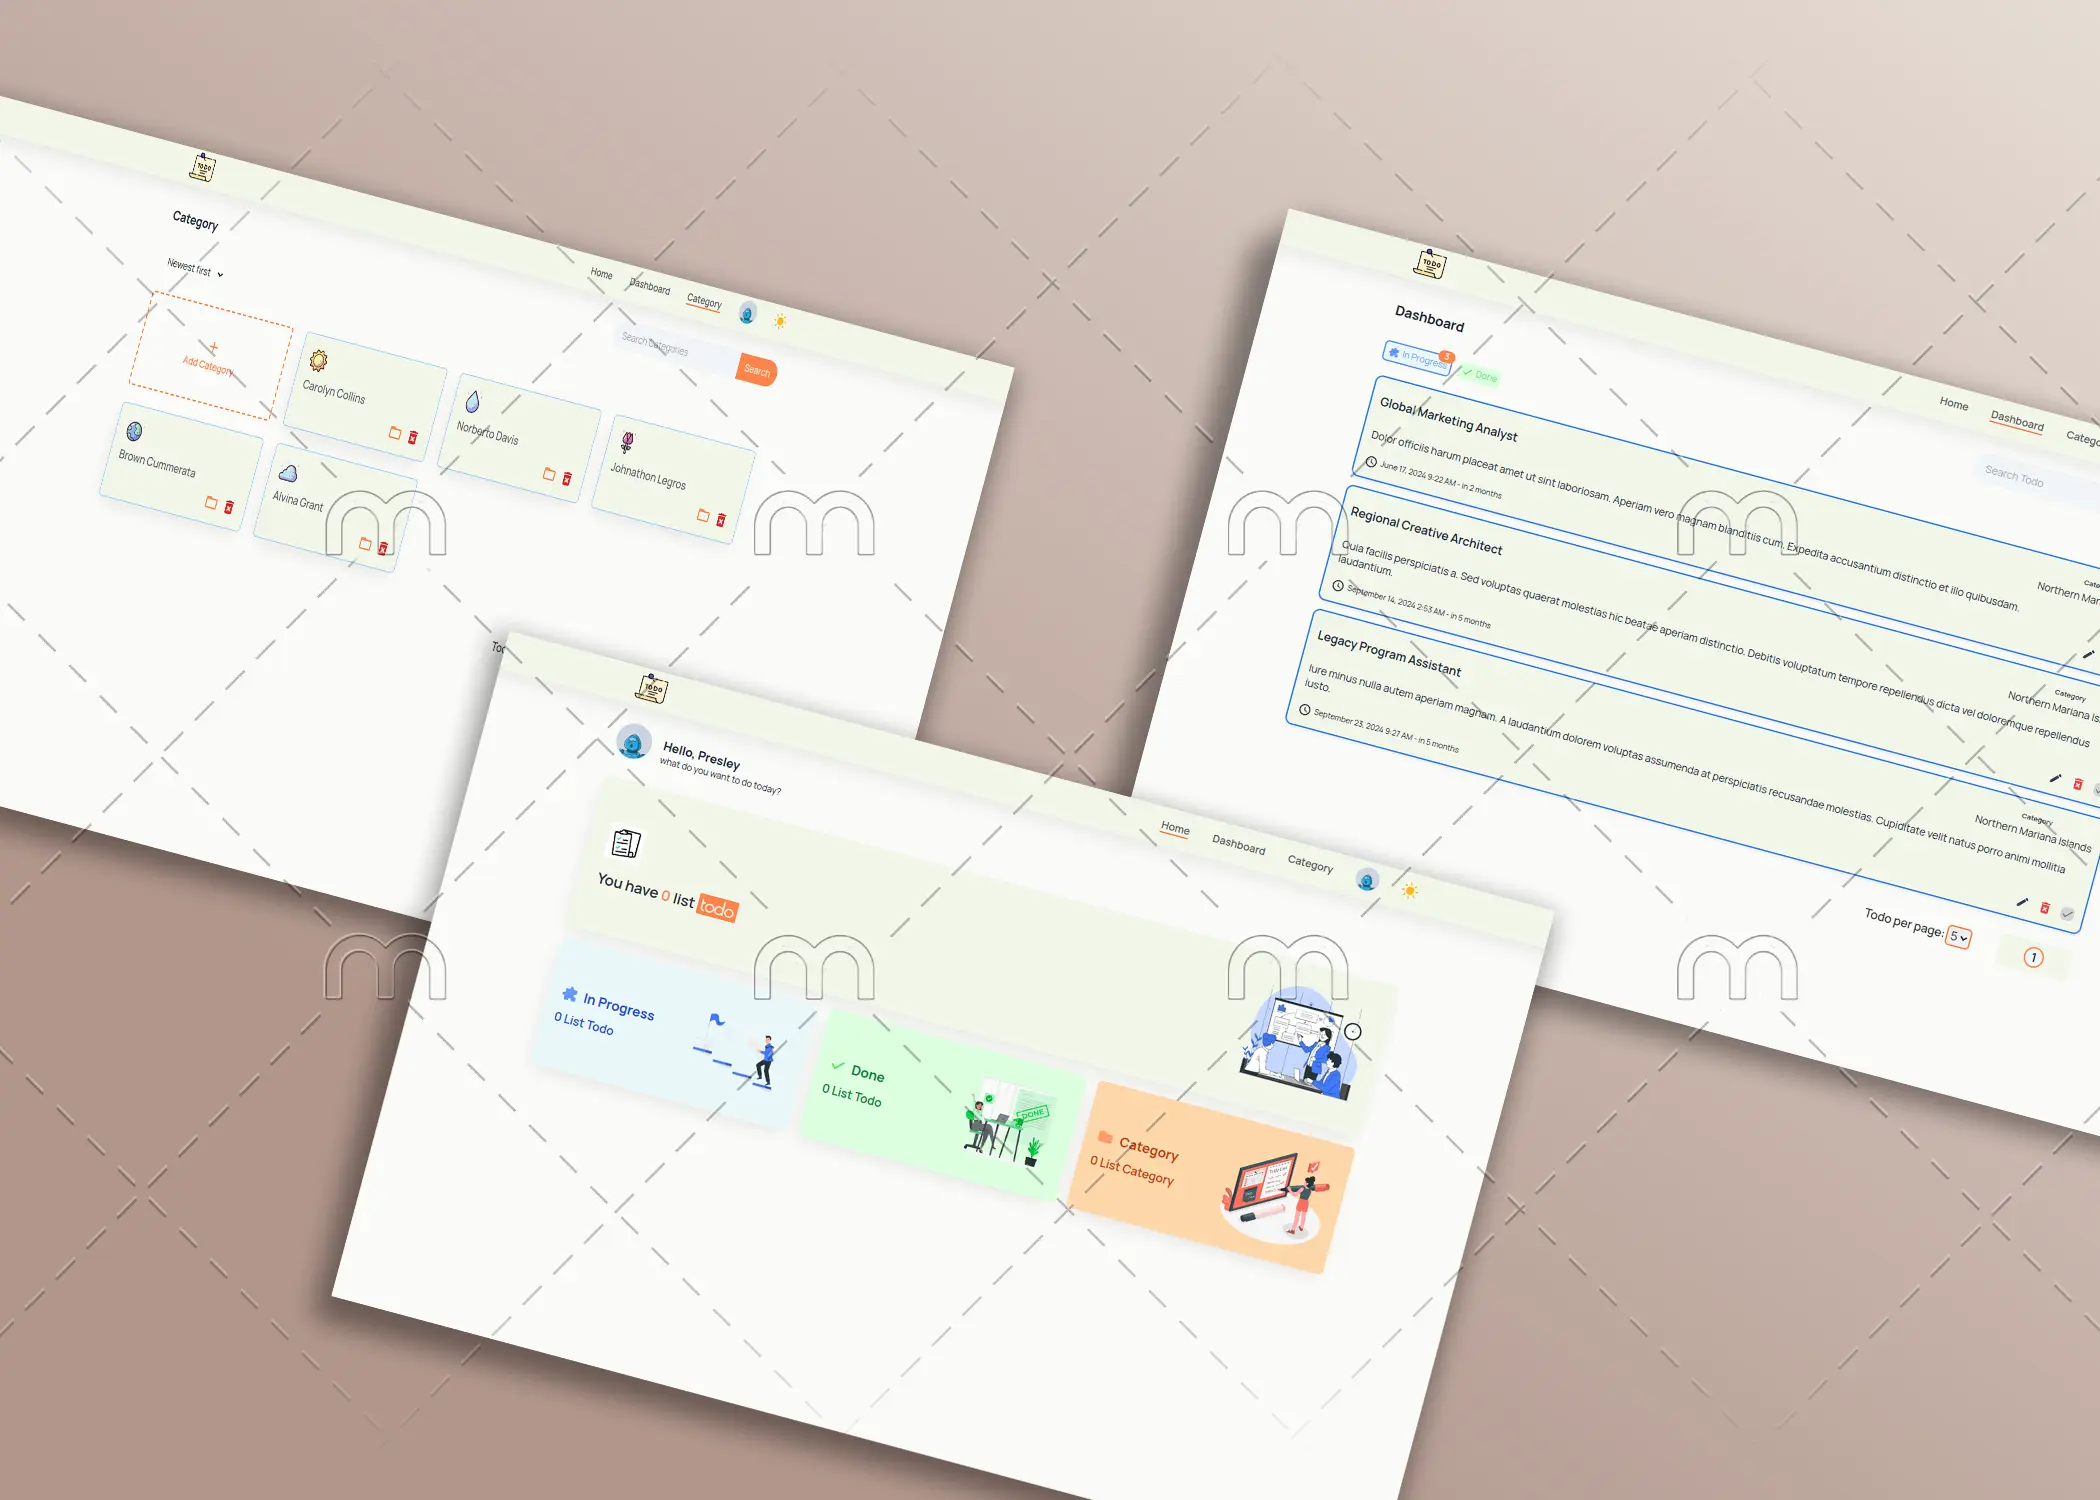 TODO
Category
Newest first
Home
Dashboard
Category
Search categories
Search
+
Add Category
Carolyn Collins
Norberto Davis
Johnathon Legros
Brown Cummerata
Alvina Grant
TODO
Dashboard
In Progress
3
Done
Home
Dashboard
Search Todo
Global Marketing Analyst
Dolor officiis harum placeat amet ut sint laboriosam. Aperiam vero magnam blanditiis cum. Expedita accusantium distinctio et illo quibusdam.
June 17, 2024 9:22 AM - in 2 months
Northern
Regional Creative Architect
Quia facilis perspiciatis a. Sed voluptas quaerat molestias hic beatae aperiam distinctio. Debitis voluptatum tempore repellendus dicta vel doloremque repellendus
laudantium.
September 14, 2024 2:53 AM - in 5 months
Category
Northern Mariana
Legacy Program Assistant
Iure minus nulla autem aperiam magnam. A laudantium dolorem voluptas assumenda at perspiciatis recusandae molestias. Cupiditate velit natus porro animi mollitia
iusto.
September 23, 2024 9:27 AM - in 5 months
Category
Northern Mariana Islands
Todo per page: 5
1
TODO
Hello, Presley
what do you want to do today?
Home
Dashboard
Category
You have 0 list todo
In Progress
0 List Todo
Done
0 List Todo
DONE
Category
0 List Category